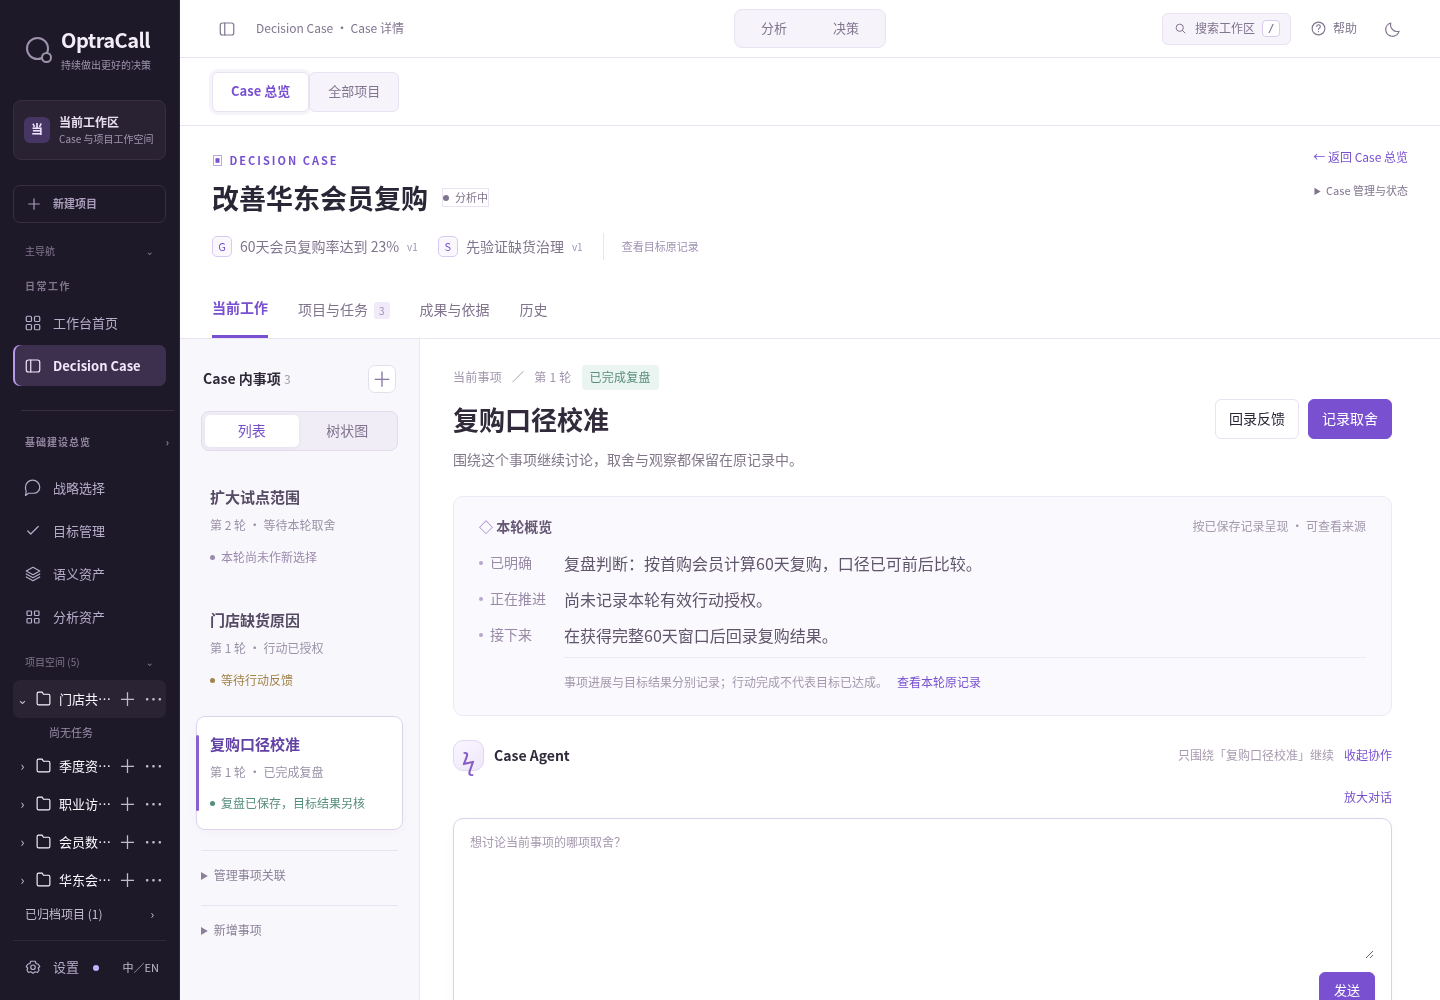 OptraCall
持续做出更好的决策
当 当前工作区
Case 与项目工作空间
新建项目
主导航
日常工作
工作台首页
Decision Case
基础建设总览
战略选择
目标管理
语义资产
分析资产
项目空间 (5)
门店共…
尚无任务
季度资…
职业访…
会员数…
华东会…
已归档项目 (1)
设置 中／EN
Decision Case · Case 详情
分析 决策
搜索工作区 /
帮助
Case 总览 全部项目
DECISION CASE
改善华东会员复购 分析中
← 返回 Case 总览
Case 管理与状态
G 60天会员复购率达到 23% v1 S 先验证缺货治理 v1 查看目标原记录
当前工作 项目与任务 3 成果与依据 历史
Case 内事项 3
列表 树状图
扩大试点范围
第 2 轮 · 等待本轮取舍
本轮尚未作新选择
门店缺货原因
第 1 轮 · 行动已授权
等待行动反馈
复购口径校准
第 1 轮 · 已完成复盘
复盘已保存，目标结果另核
管理事项关联
新增事项
当前事项 ／ 第 1 轮 已完成复盘
复购口径校准
回录反馈 记录取舍
围绕这个事项继续讨论，取舍与观察都保留在原记录中。
◇ 本轮概览 按已保存记录呈现 · 可查看来源
已明确 复盘判断：按首购会员计算60天复购，口径已可前后比较。
正在推进 尚未记录本轮有效行动授权。
接下来 在获得完整60天窗口后回录复购结果。
事项进展与目标结果分别记录；行动完成不代表目标已达成。 查看本轮原记录
Case Agent 只围绕「复购口径校准」继续 收起协作
放大对话
想讨论当前事项的哪项取舍？
发送